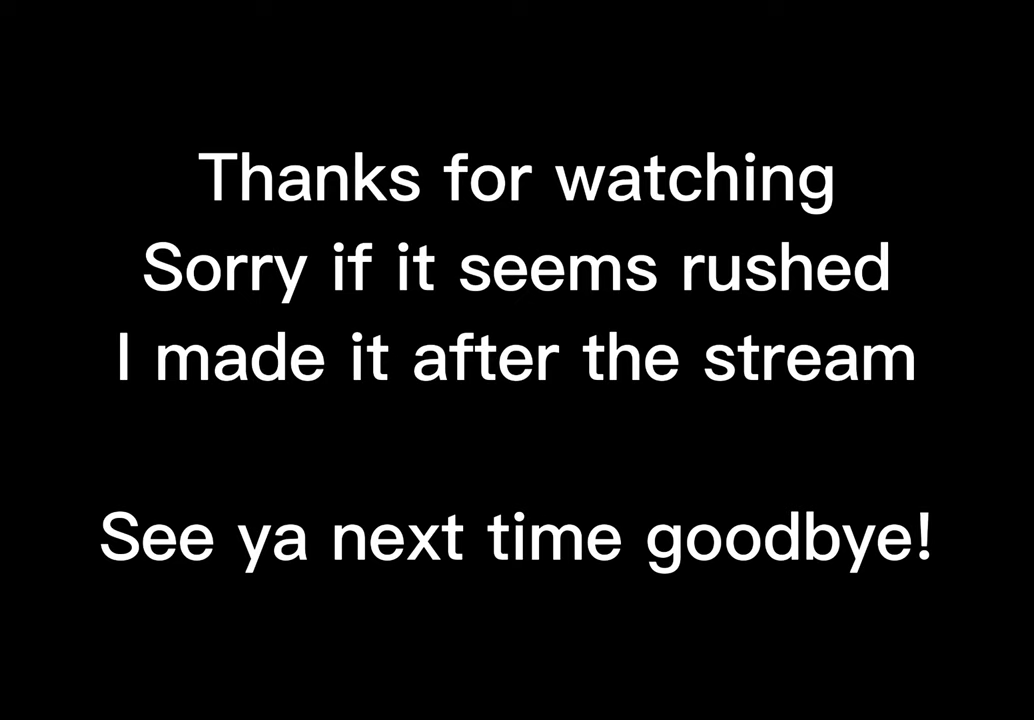 Thanks for watching
Sorry if it seems rushed
I made it after the stream
See ya next time goodbye!